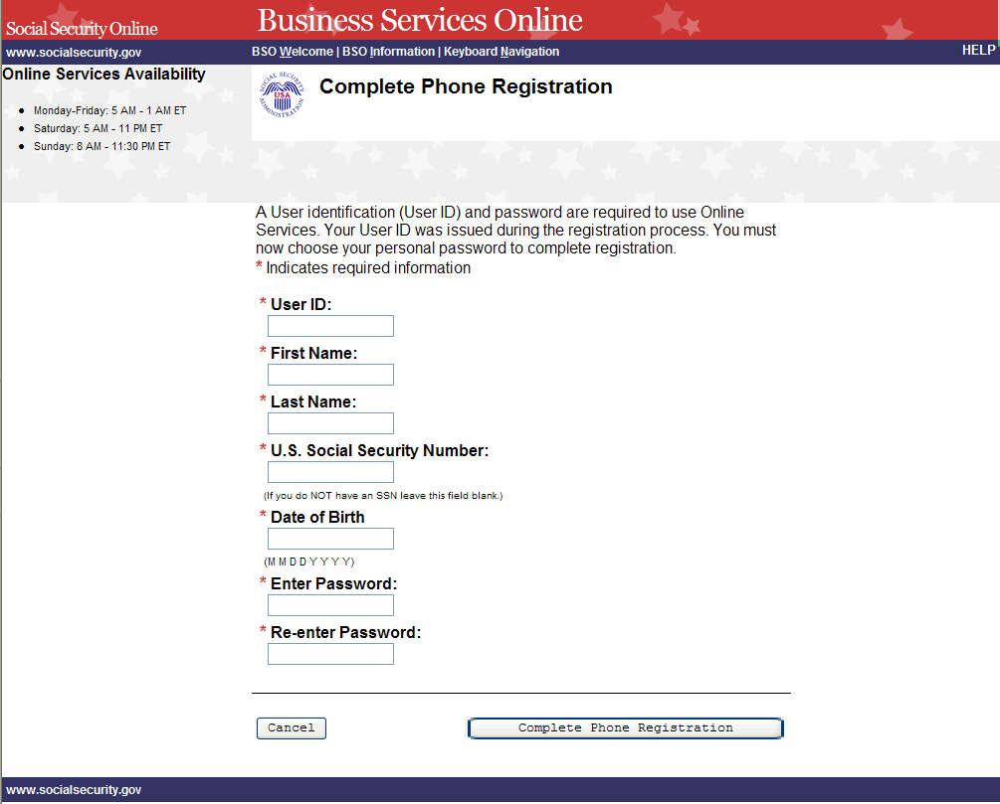 Social Security Online
Business Services Online
www.socialsecurity.gov
BSO Welcome | BSO Information | Keyboard Navigation
HELP
Online Services Availability
• Monday-Friday: 5 AM - 1 AM ET
• Saturday: 5 AM - 11 PM ET
• Sunday: 8 AM - 11:30 PM ET
SOCIAL SECURITY
USA
ADMINISTRATION
Complete Phone Registration
A User identification (User ID) and password are required to use Online
Services. Your User ID was issued during the registration process. You must
now choose your personal password to complete registration.
* Indicates required information
* User ID:
* First Name:
* Last Name:
* U.S. Social Security Number:
(If you do NOT have an SSN leave this field blank.)
* Date of Birth
(M M D D Y Y Y Y)
* Enter Password:
* Re-enter Password:
Cancel
Complete Phone Registration
www.socialsecurity.gov